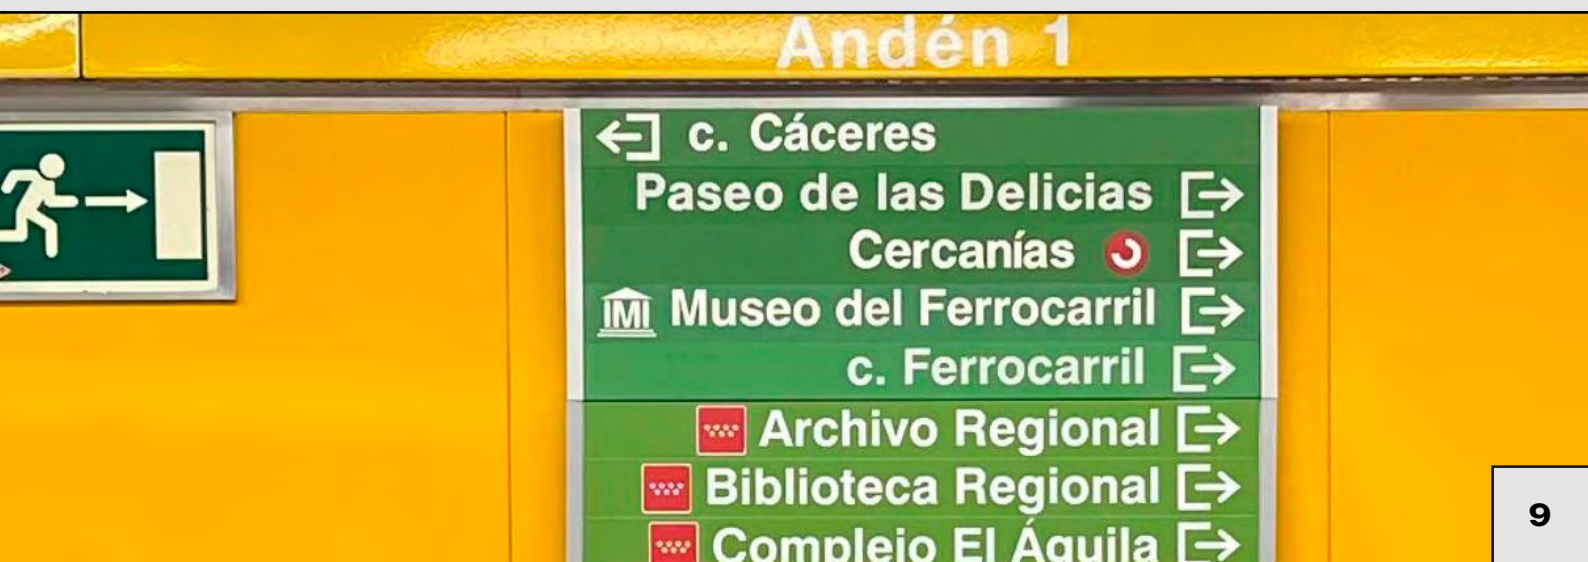 Andén 1
c. Cáceres
Paseo de las Delicias
Cercanías
Museo del Ferrocarril
c. Ferrocarril
Archivo Regional
Biblioteca Regional
Complejo El Águila
9